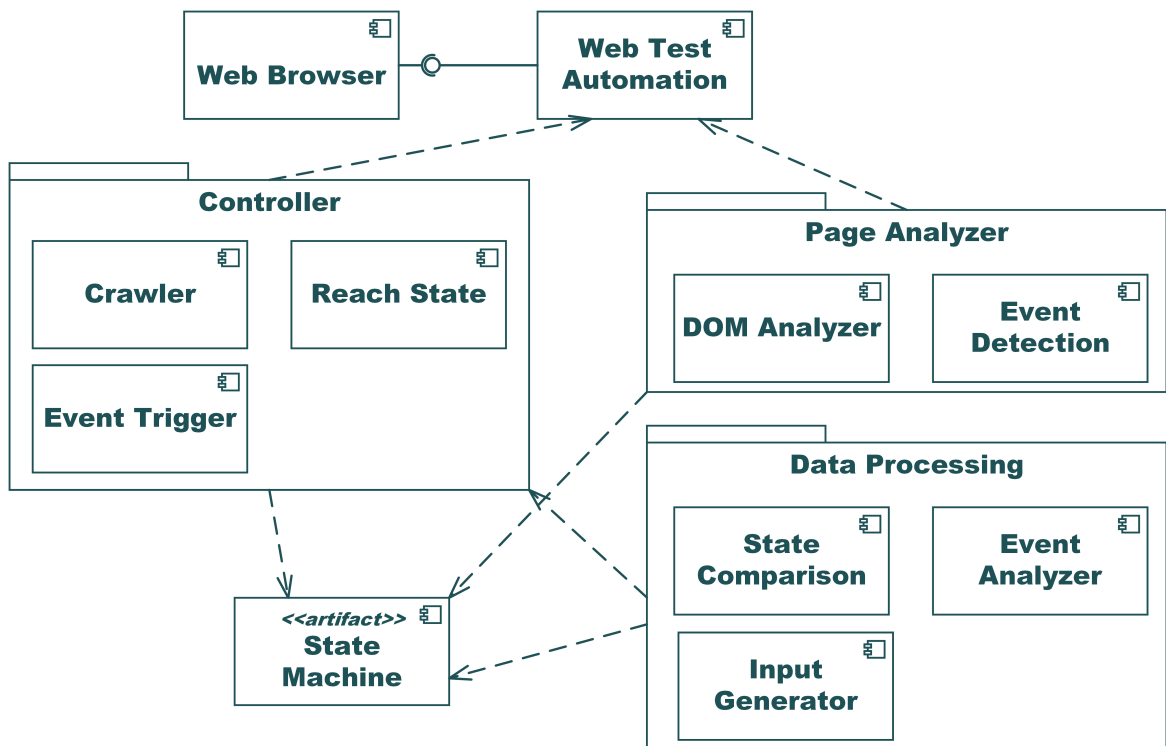 Web Browser
Web Test
Automation
Controller
Crawler
Reach State
Event Trigger
Page Analyzer
DOM Analyzer
Event
Detection
Data Processing
State
Comparison
Event
Analyzer
Input
Generator
<<artifact>>
State
Machine